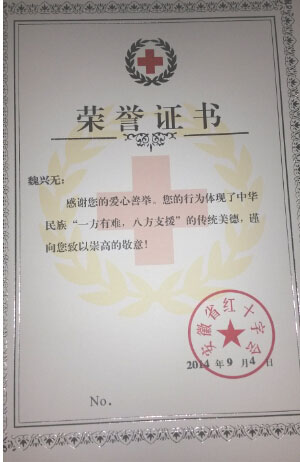 荣誉证书
魏兴无:
感谢您的爱心善举。您的行为体现了中华
民族“一方有难，八方支援”的传统美德，谨
向您致以崇高的敬意!
安徽省红十字会
2014 年 9 月 4 日
No.